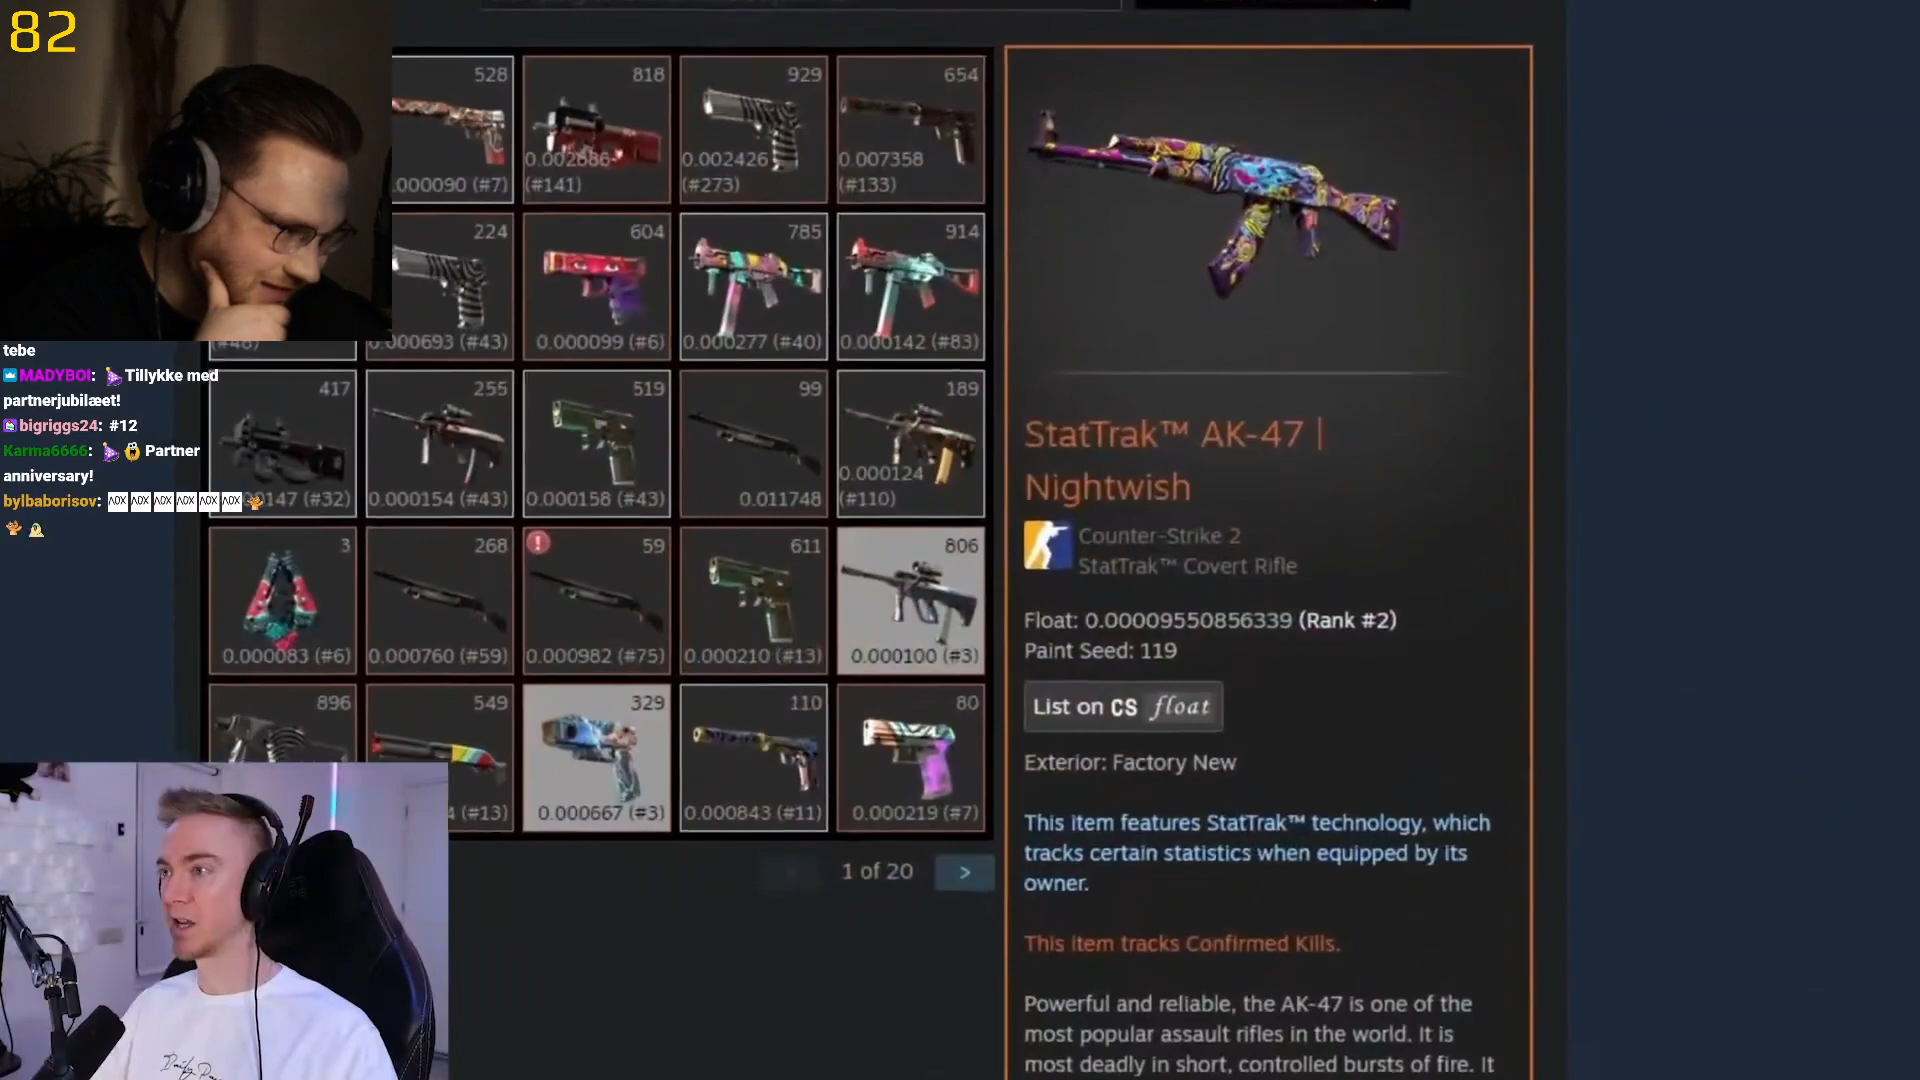 82
528
818
929
654
.000090 (#7)
0.002686
(#141)
0.002426
(#273)
0.007358
(#133)
224
604
785
914
(#48)
0.000693 (#43)
0.000099 (#6)
0.000277 (#40)
0.000142 (#83)
tebe
MADYBOI: Tillykke med
partnerjubilæet!
bigriggs24: #12
Karma6666: Partner
anniversary!
bylbaborisov:
417
255
519
99
189
147 (#32)
0.000154 (#43)
0.000158 (#43)
0.011748
0.000124
(#110)
3
268
59
611
806
0.000083 (#6)
0.000760 (#59)
0.000982 (#75)
0.000210 (#13)
0.000100 (#3)
896
549
329
110
80
4 (#13)
0.000667 (#3)
0.000843 (#11)
0.000219 (#7)
1 of 20
>
StatTrak™ AK-47 |
Nightwish
Counter-Strike 2
StatTrak™ Covert Rifle
Float: 0.00009550856339 (Rank #2)
Paint Seed: 119
List on CS float
Exterior: Factory New
This item features StatTrak™ technology, which
tracks certain statistics when equipped by its
owner.
This item tracks Confirmed Kills.
Powerful and reliable, the AK-47 is one of the
most popular assault rifles in the world. It is
most deadly in short, controlled bursts of fire. It